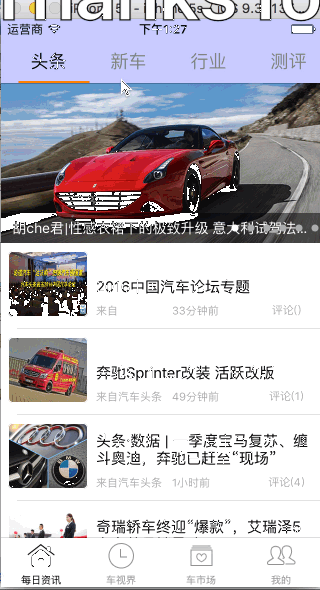 Thanks fo
运营商 下午1:27
头条 新车 行业 测评
胡che君|性感衣裙下的极致升级 意大利试驾法...
2016中国汽车论坛专题
来自 33分钟前 评论()
奔驰Sprinter改装 活跃改版
来自汽车头条 49分钟前 评论(1)
头条·数据 | 一季度宝马复苏、缠
斗奥迪，奔驰已赶至“现场”
来自汽车头条 1小时前 评论(4)
奇瑞轿车终迎“爆款”，艾瑞泽5
每日资讯 车视界 车市场 我的